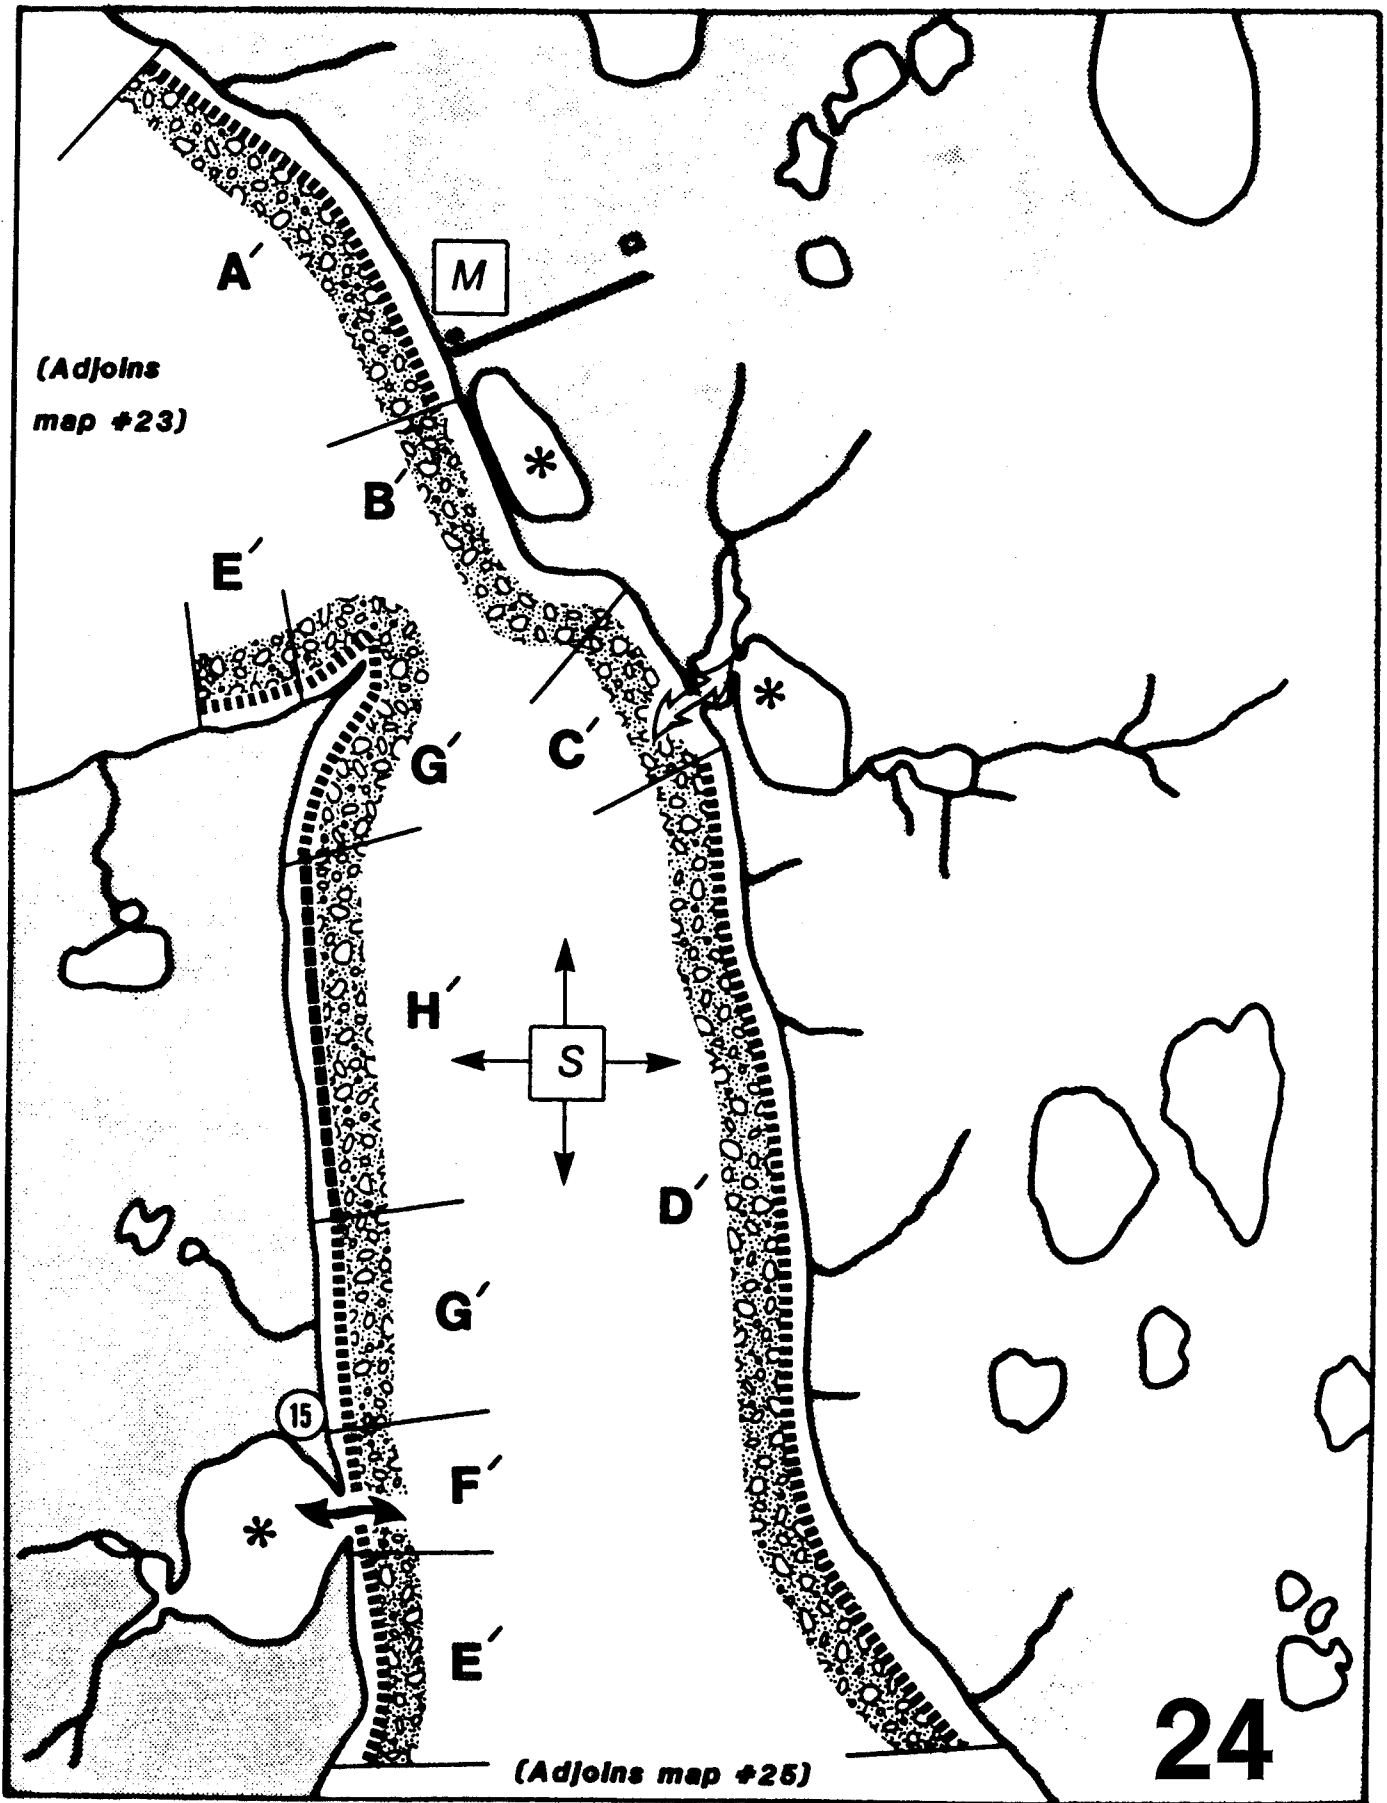 A´
M
(Adjoins
map #23)
B´
*
E´
*
C´
G´
H´
S
D´
G´
15
F´
*
E´
24
(Adjoins map #25)